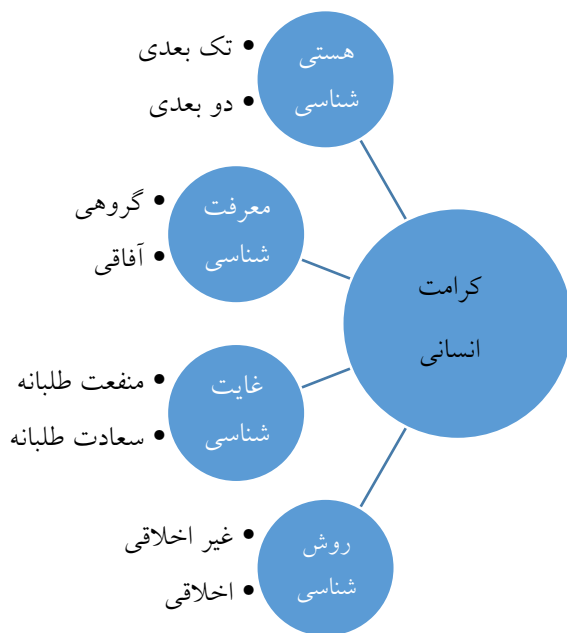 کرامت
انسانی
هستی
شناسی
• تک بعدی
• دو بعدی
معرفت
شناسی
• گروهی
• آفاقی
غایت
شناسی
• منفعت طلبانه
• سعادت طلبانه
روش
شناسی
• غیر اخلاقی
• اخلاقی